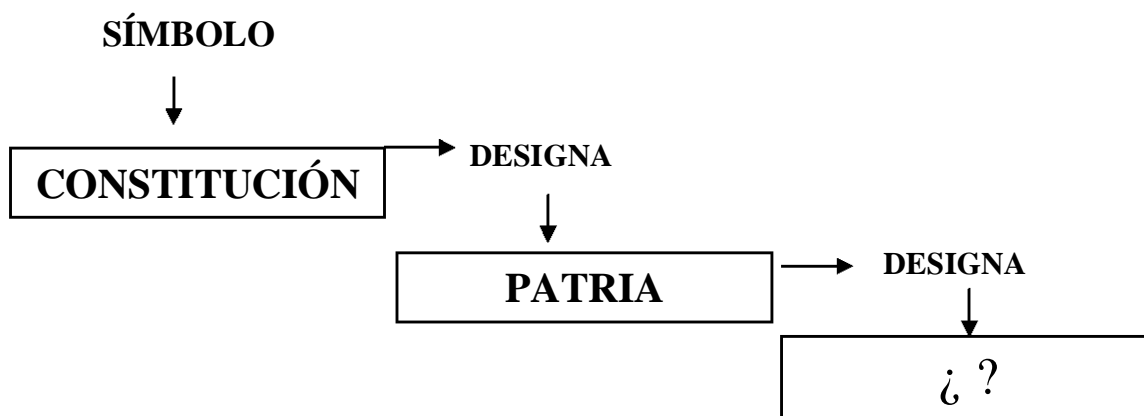 SÍMBOLO
CONSTITUCIÓN
DESIGNA
PATRIA
DESIGNA
¿ ?